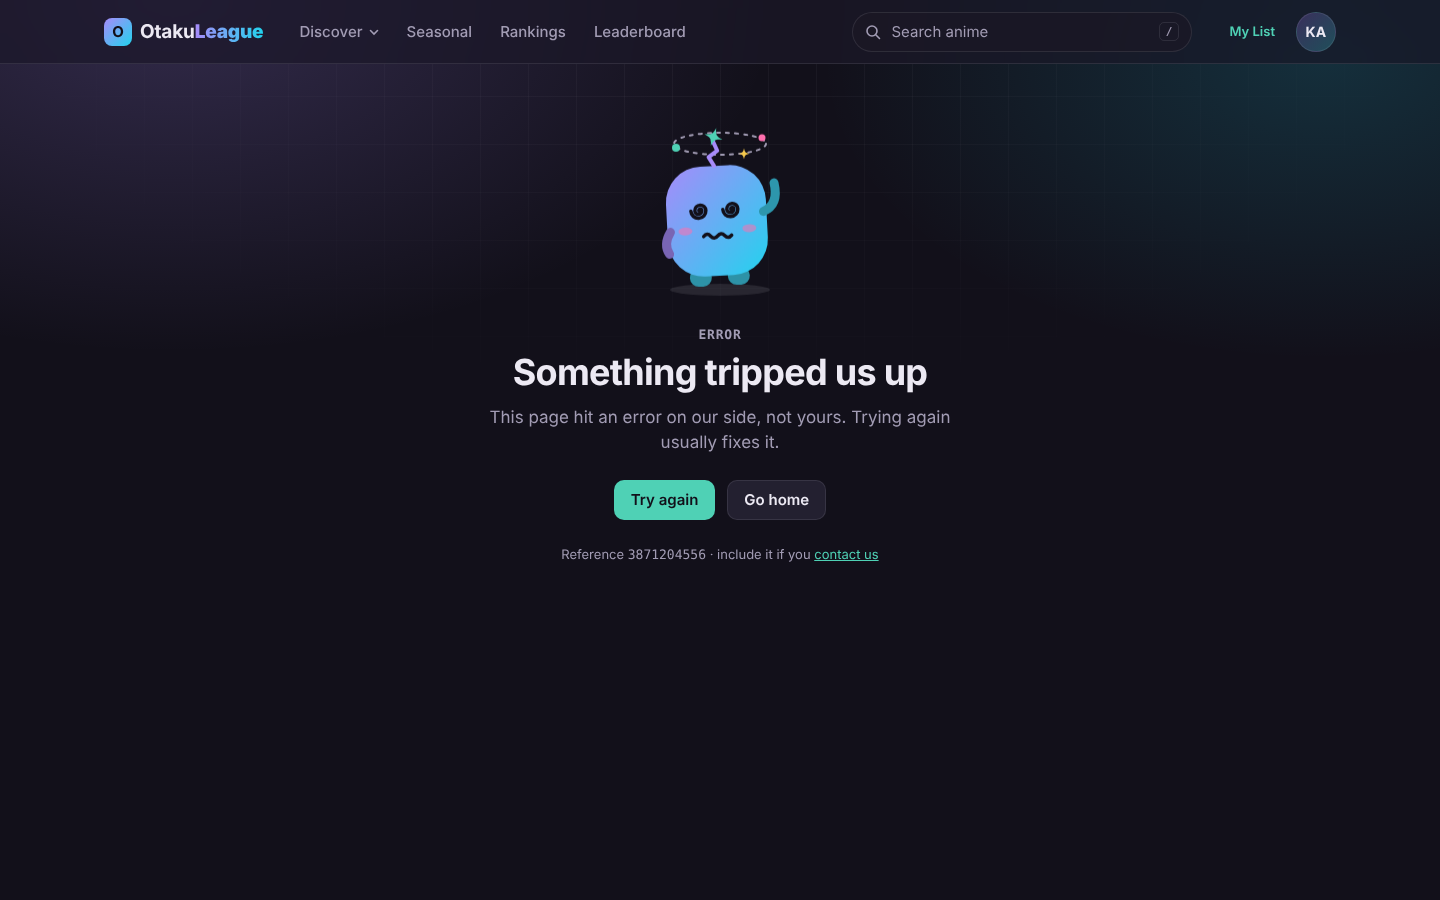 O OtakuLeague Discover Seasonal Rankings Leaderboard Search anime / My List KA
ERROR
Something tripped us up
This page hit an error on our side, not yours. Trying again
usually fixes it.
Try again Go home
Reference 3871204556 · include it if you contact us